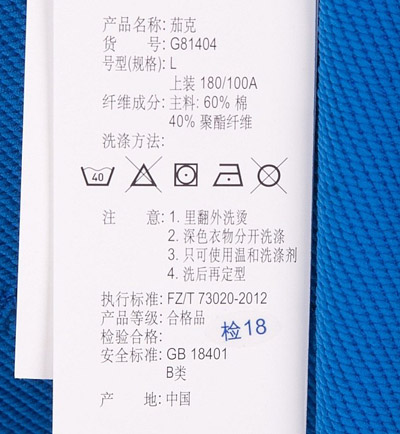 产品名称: 茄克
货 号: G81404
号型(规格): L
上装 180/100A
纤维成分: 主料: 60% 棉
40% 聚酯纤维
洗涤方法:
40
注 意: 1. 里翻外洗烫
2. 深色衣物分开洗涤
3. 只可使用温和洗涤剂
4. 洗后再定型
执行标准: FZ/T 73020-2012
产品等级: 合格品
检验合格: 检18
安全标准: GB 18401
B类
产 地: 中国